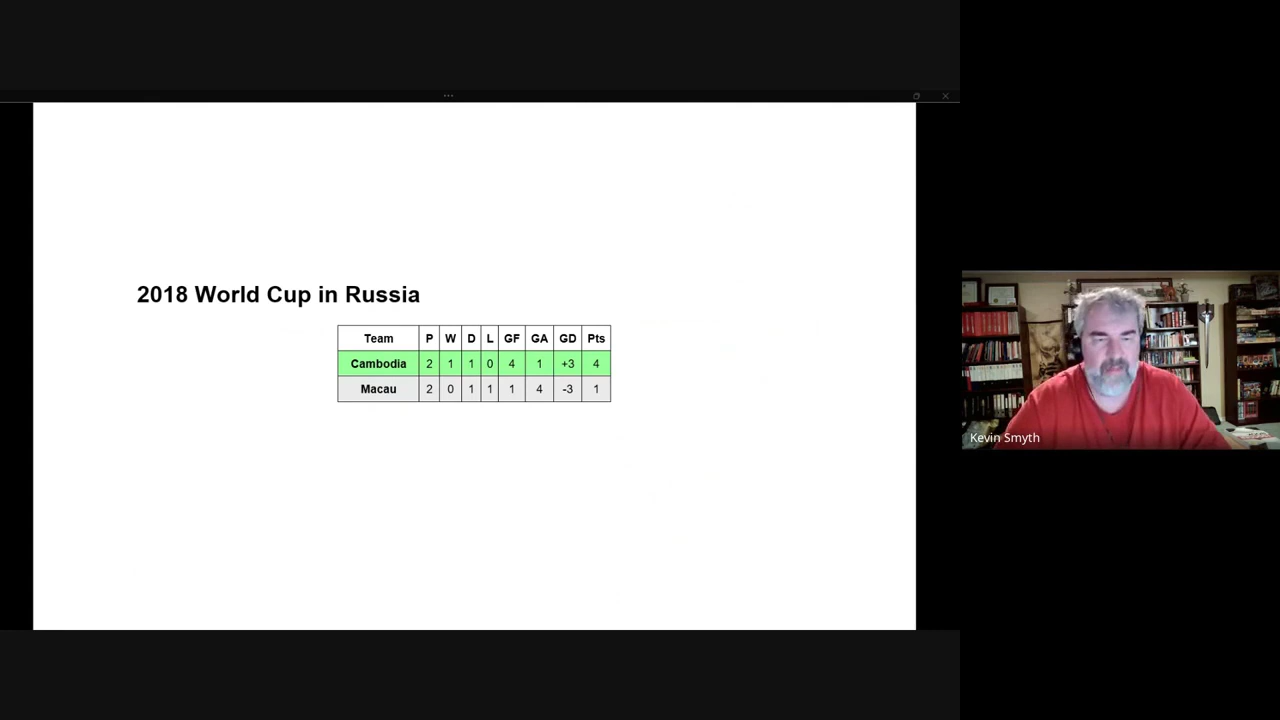 2018 World Cup in Russia
Team P W D L GF GA GD Pts
Cambodia 2 1 1 0 4 1 +3 4
Macau 2 0 1 1 1 4 -3 1
Kevin Smyth